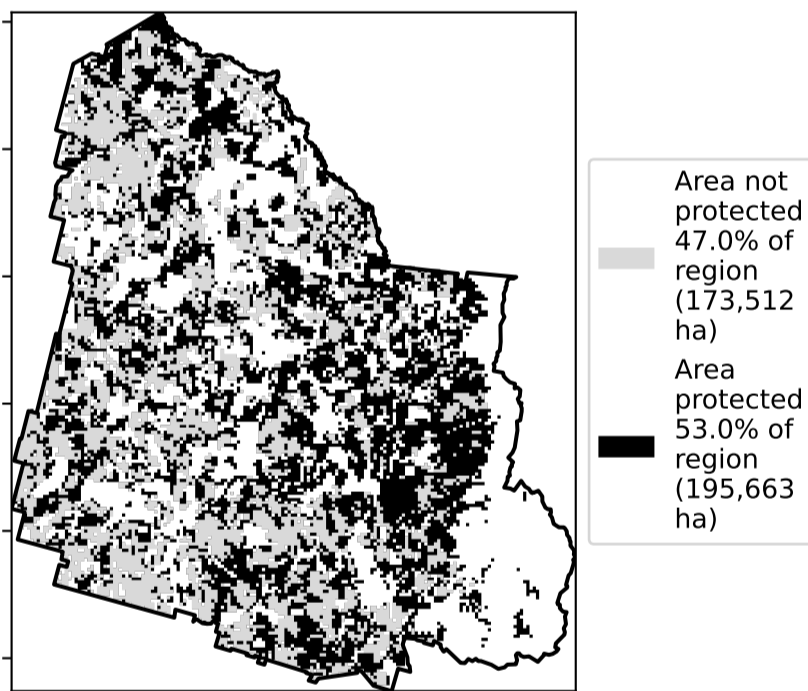 Area not
protected
47.0% of
region
(173,512
ha)
Area
protected
53.0% of
region
(195,663
ha)